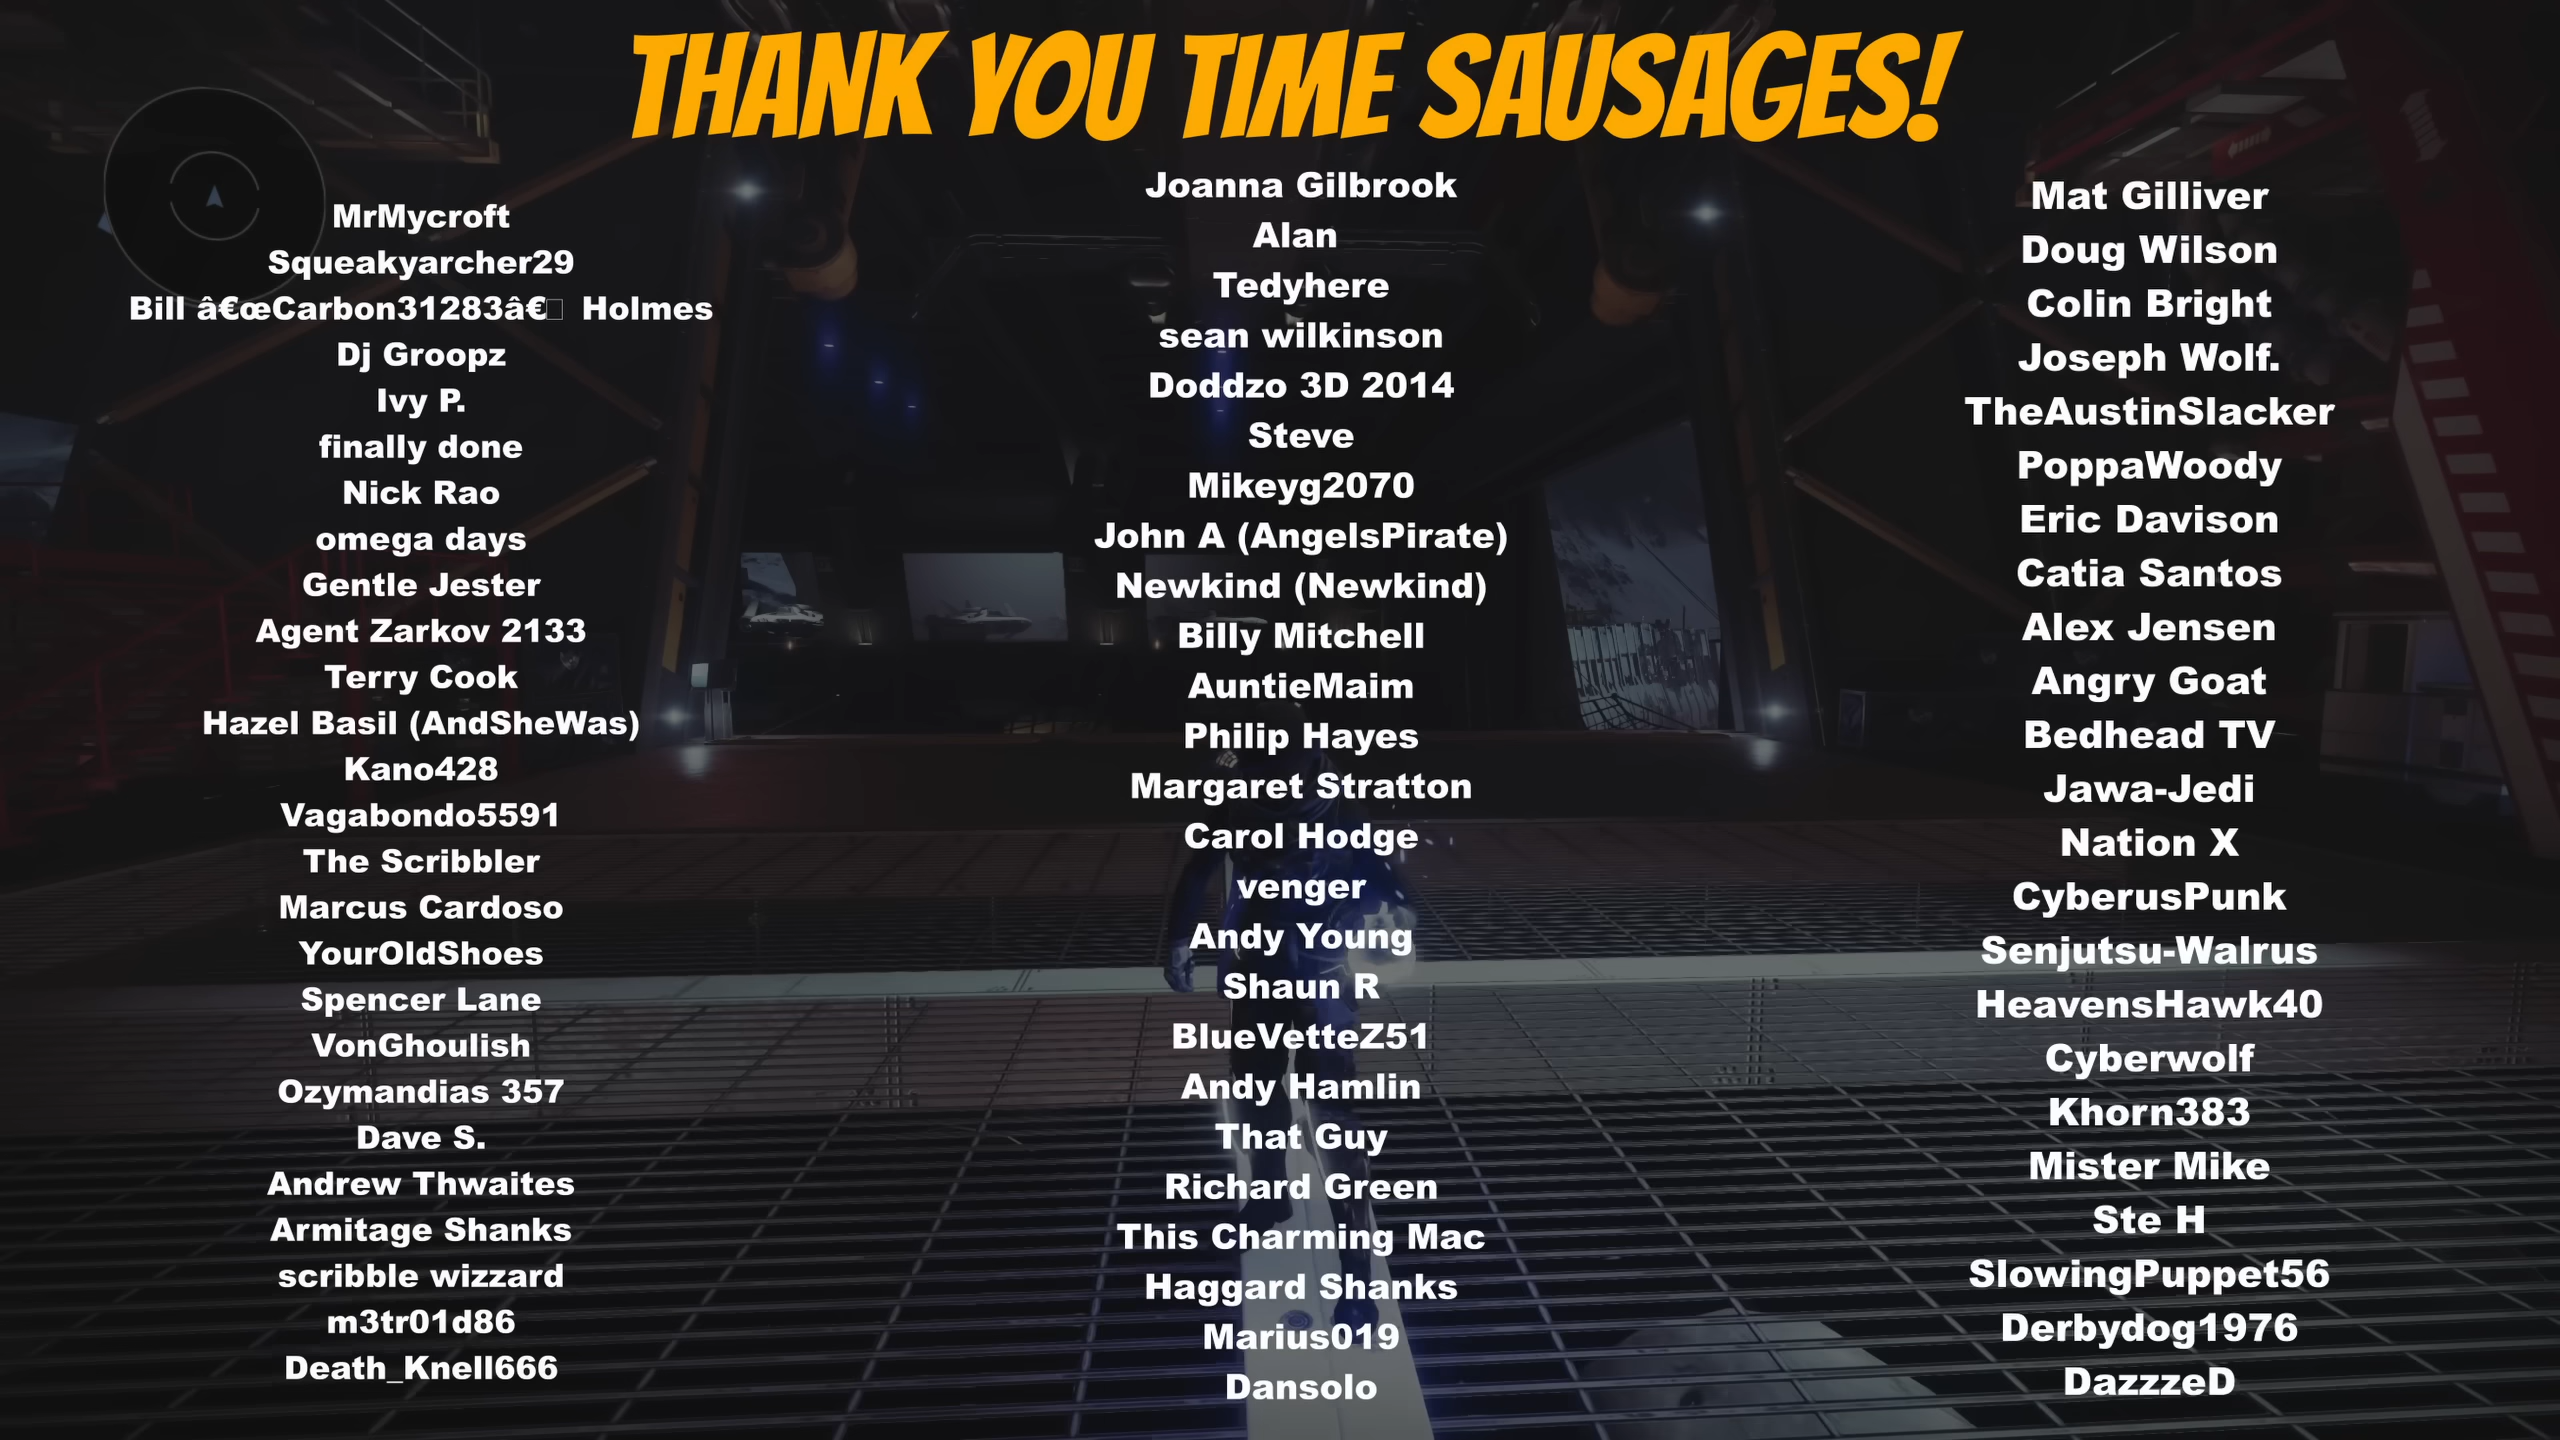 THANK YOU TIME SAUSAGES!
MrMycroft
Squeakyarcher29
Bill â€œCarbon31283â€□ Holmes
Dj Groopz
Ivy P.
finally done
Nick Rao
omega days
Gentle Jester
Agent Zarkov 2133
Terry Cook
Hazel Basil (AndSheWas)
Kano428
Vagabondo5591
The Scribbler
Marcus Cardoso
YourOldShoes
Spencer Lane
VonGhoulish
Ozymandias 357
Dave S.
Andrew Thwaites
Armitage Shanks
scribble wizzard
m3tr01d86
Death_Knell666
Joanna Gilbrook
Alan
Tedyhere
sean wilkinson
Doddzo 3D 2014
Steve
Mikeyg2070
John A (AngelsPirate)
Newkind (Newkind)
Billy Mitchell
AuntieMaim
Philip Hayes
Margaret Stratton
Carol Hodge
venger
Andy Young
Shaun R
BlueVetteZ51
Andy Hamlin
That Guy
Richard Green
This Charming Mac
Haggard Shanks
Marius019
Dansolo
Mat Gilliver
Doug Wilson
Colin Bright
Joseph Wolf.
TheAustinSlacker
PoppaWoody
Eric Davison
Catia Santos
Alex Jensen
Angry Goat
Bedhead TV
Jawa-Jedi
Nation X
CyberusPunk
Senjutsu-Walrus
HeavensHawk40
Cyberwolf
Khorn383
Mister Mike
Ste H
SlowingPuppet56
Derbydog1976
DazzzeD